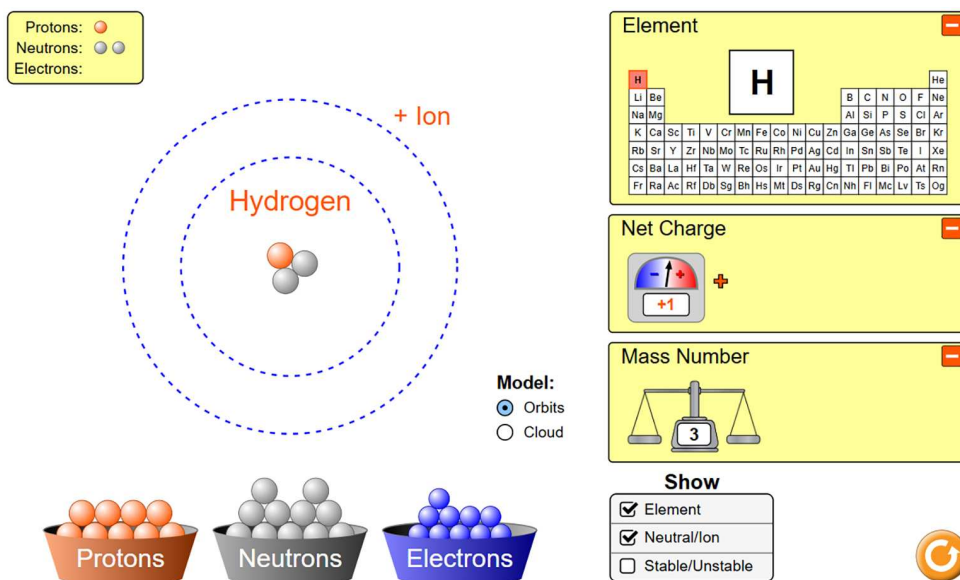 Protons:
Neutrons:
Electrons:
+ Ion
Hydrogen
Model:
Orbits
Cloud
Protons
Neutrons
Electrons
Element
H
H He
Li Be B C N O F Ne
Na Mg Al Si P S Cl Ar
K Ca Sc Ti V Cr Mn Fe Co Ni Cu Zn Ga Ge As Se Br Kr
Rb Sr Y Zr Nb Mo Tc Ru Rh Pd Ag Cd In Sn Sb Te I Xe
Cs Ba La Hf Ta W Re Os Ir Pt Au Hg Tl Pb Bi Po At Rn
Fr Ra Ac Rf Db Sg Bh Hs Mt Ds Rg Cn Nh Fl Mc Lv Ts Og
Net Charge
- +
+1
+
Mass Number
3
Show
Element
Neutral/Ion
Stable/Unstable